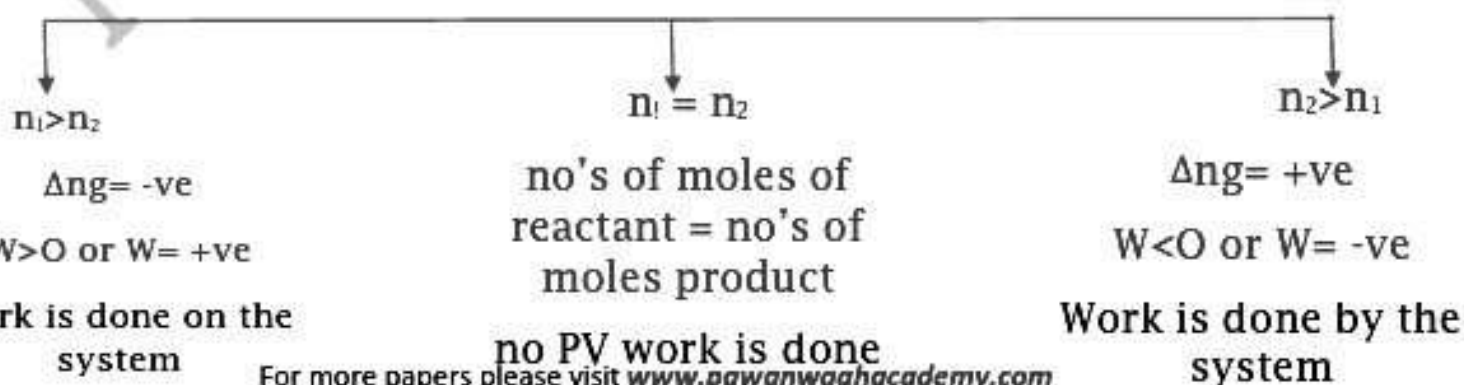 n₁>n₂
Δng= -ve
W>O or W= +ve
is done on the
system
n₁ = n₂
no's of moles of
reactant = no's of
moles product
no PV work is done
n₂>n₁
Δng= +ve
W<O or W= -ve
Work is done by the
system
For more papers please visit www.pawanwaghacademy.com